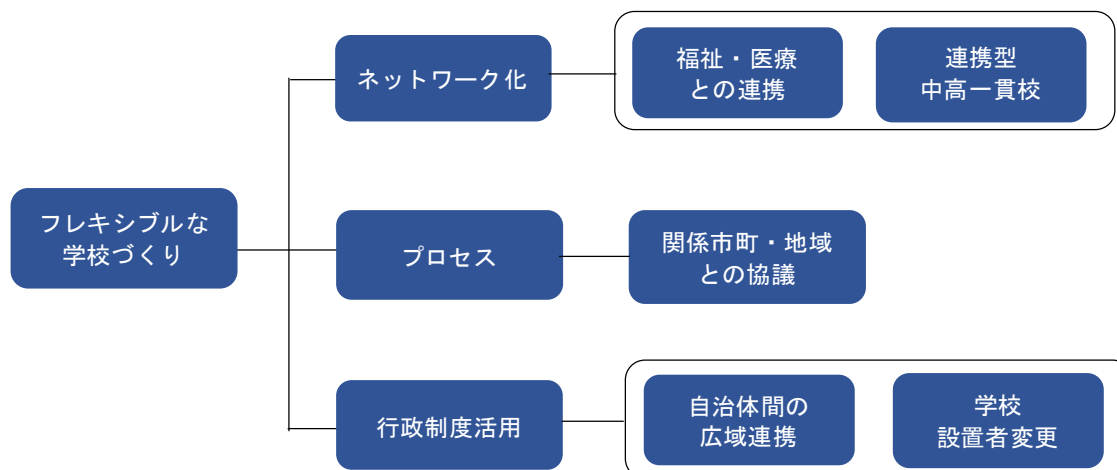 フレキシブルな
学校づくり
ネットワーク化
福祉・医療
との連携
連携型
中高一貫校
プロセス
関係市町・地域
との協議
行政制度活用
自治体間の
広域連携
学校
設置者変更